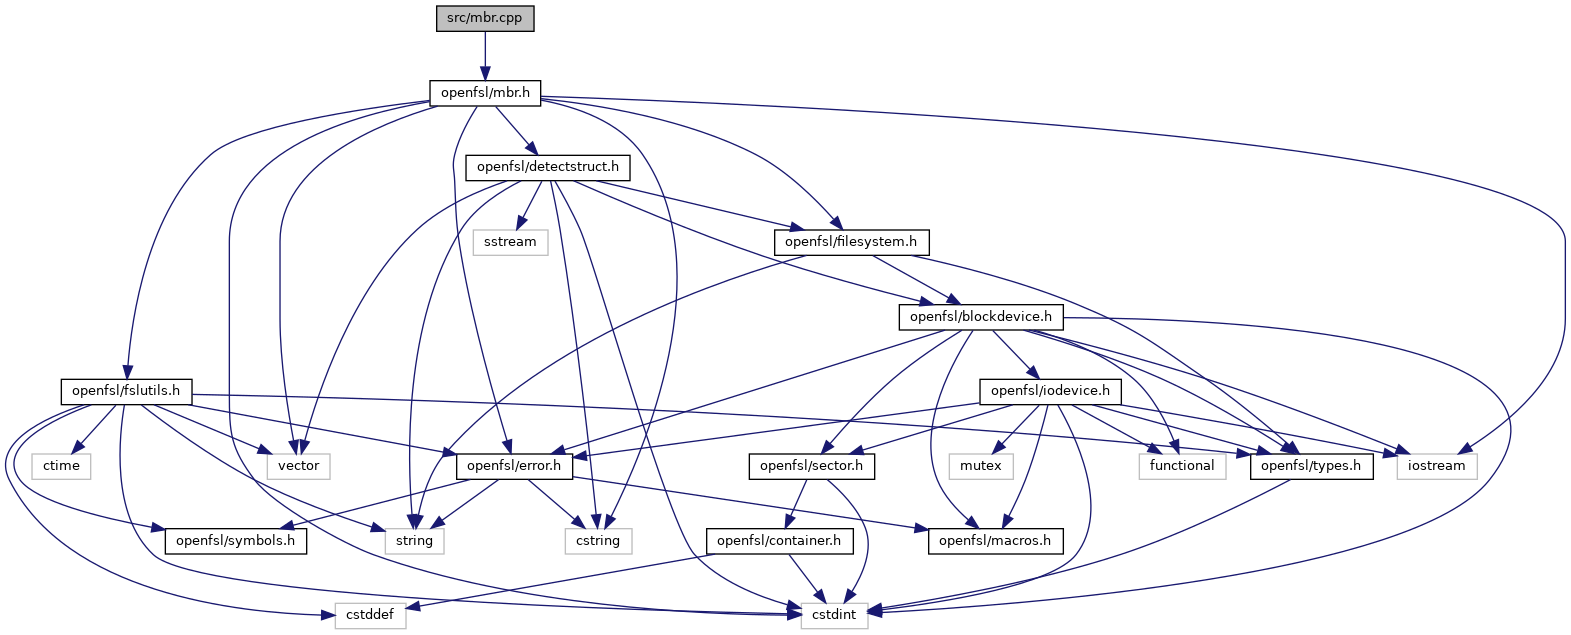 src/mbr.cpp
openfsl/mbr.h
openfsl/detectstruct.h
sstream
openfsl/filesystem.h
openfsl/blockdevice.h
openfsl/fslutils.h
openfsl/iodevice.h
ctime
vector
openfsl/error.h
openfsl/sector.h
mutex
functional
openfsl/types.h
iostream
openfsl/symbols.h
string
cstring
openfsl/container.h
openfsl/macros.h
cstddef
cstdint